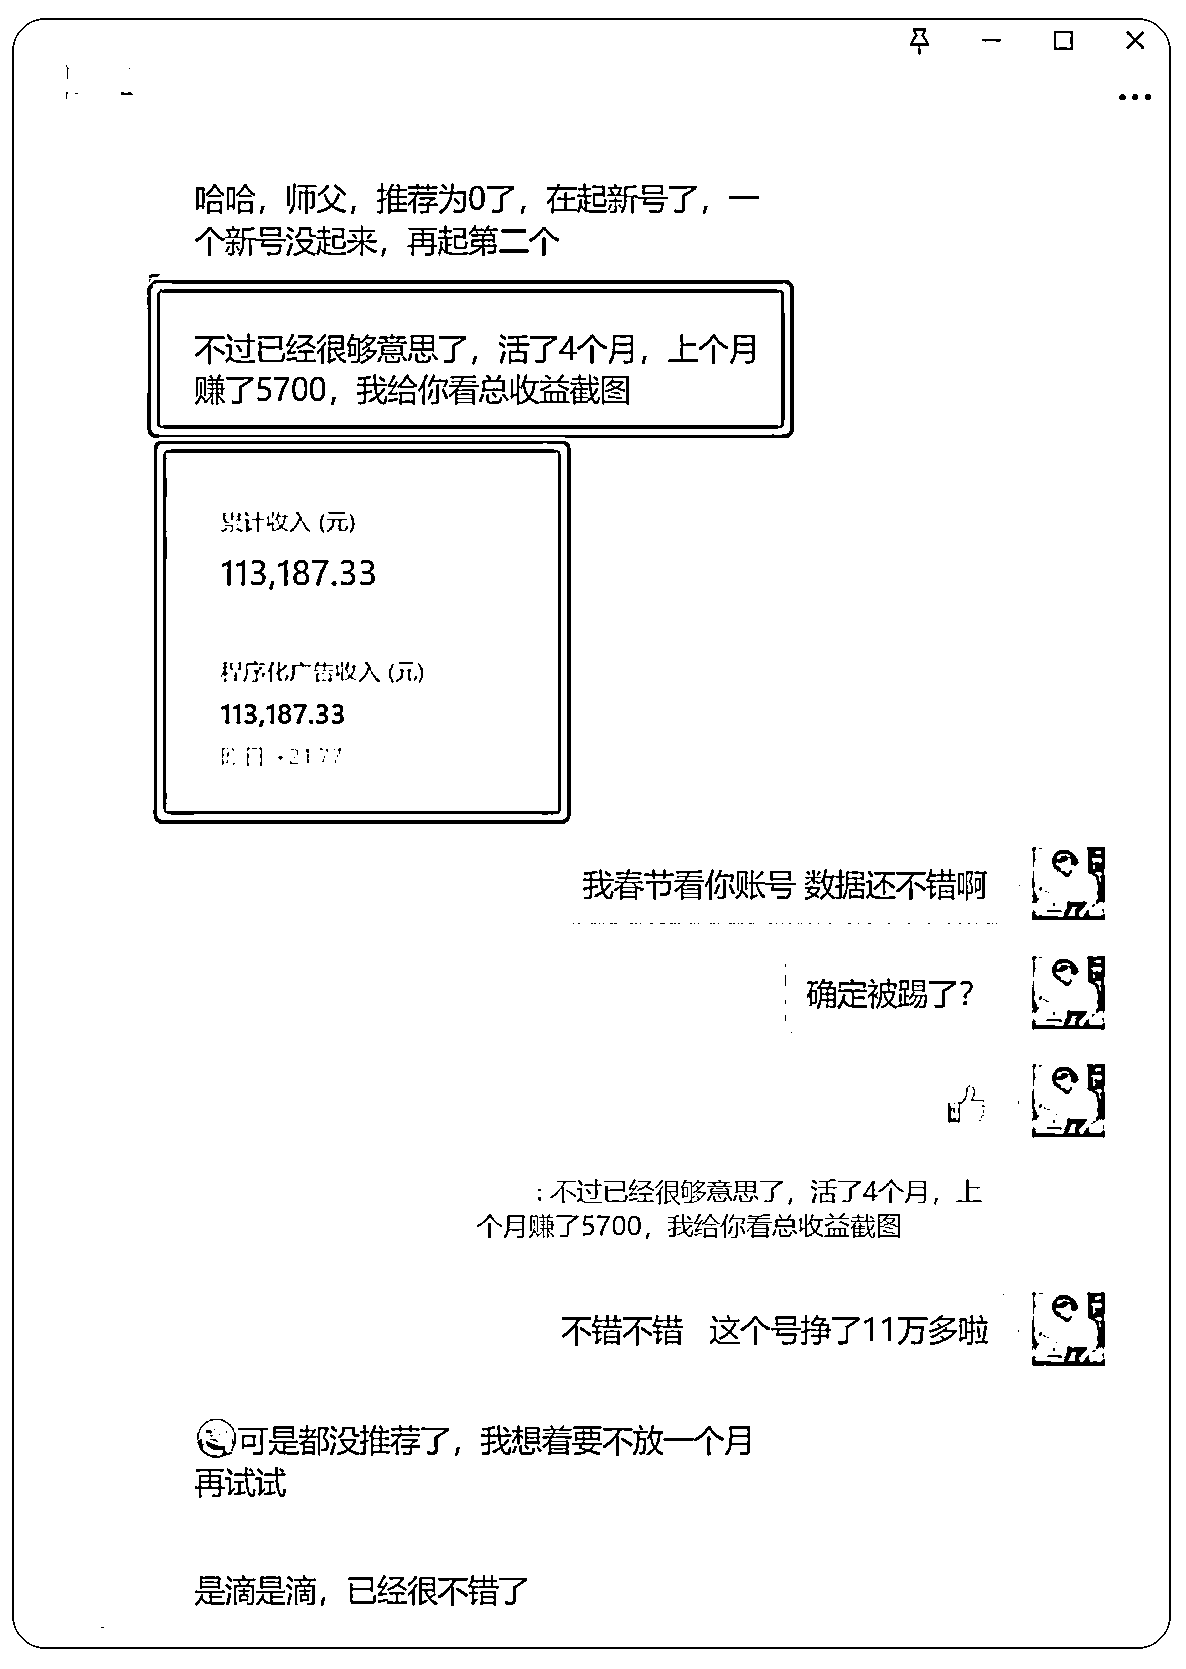 哈哈，师父，推荐为0了，在起新号了，一
个新号没起来，再起第二个
不过已经很够意思了，活了4个月，上个月
赚了5700，我给你看总收益截图
累计收入 (元)
113,187.33
程序化广告收入 (元)
113,187.33
我春节看你账号 数据还不错啊
确定被踢了？
: 不过已经很够意思了，活了4个月，上
个月赚了5700，我给你看总收益截图
不错不错 这个号挣了11万多啦
可是都没推荐了，我想着要不放一个月
再试试
是滴是滴，已经很不错了